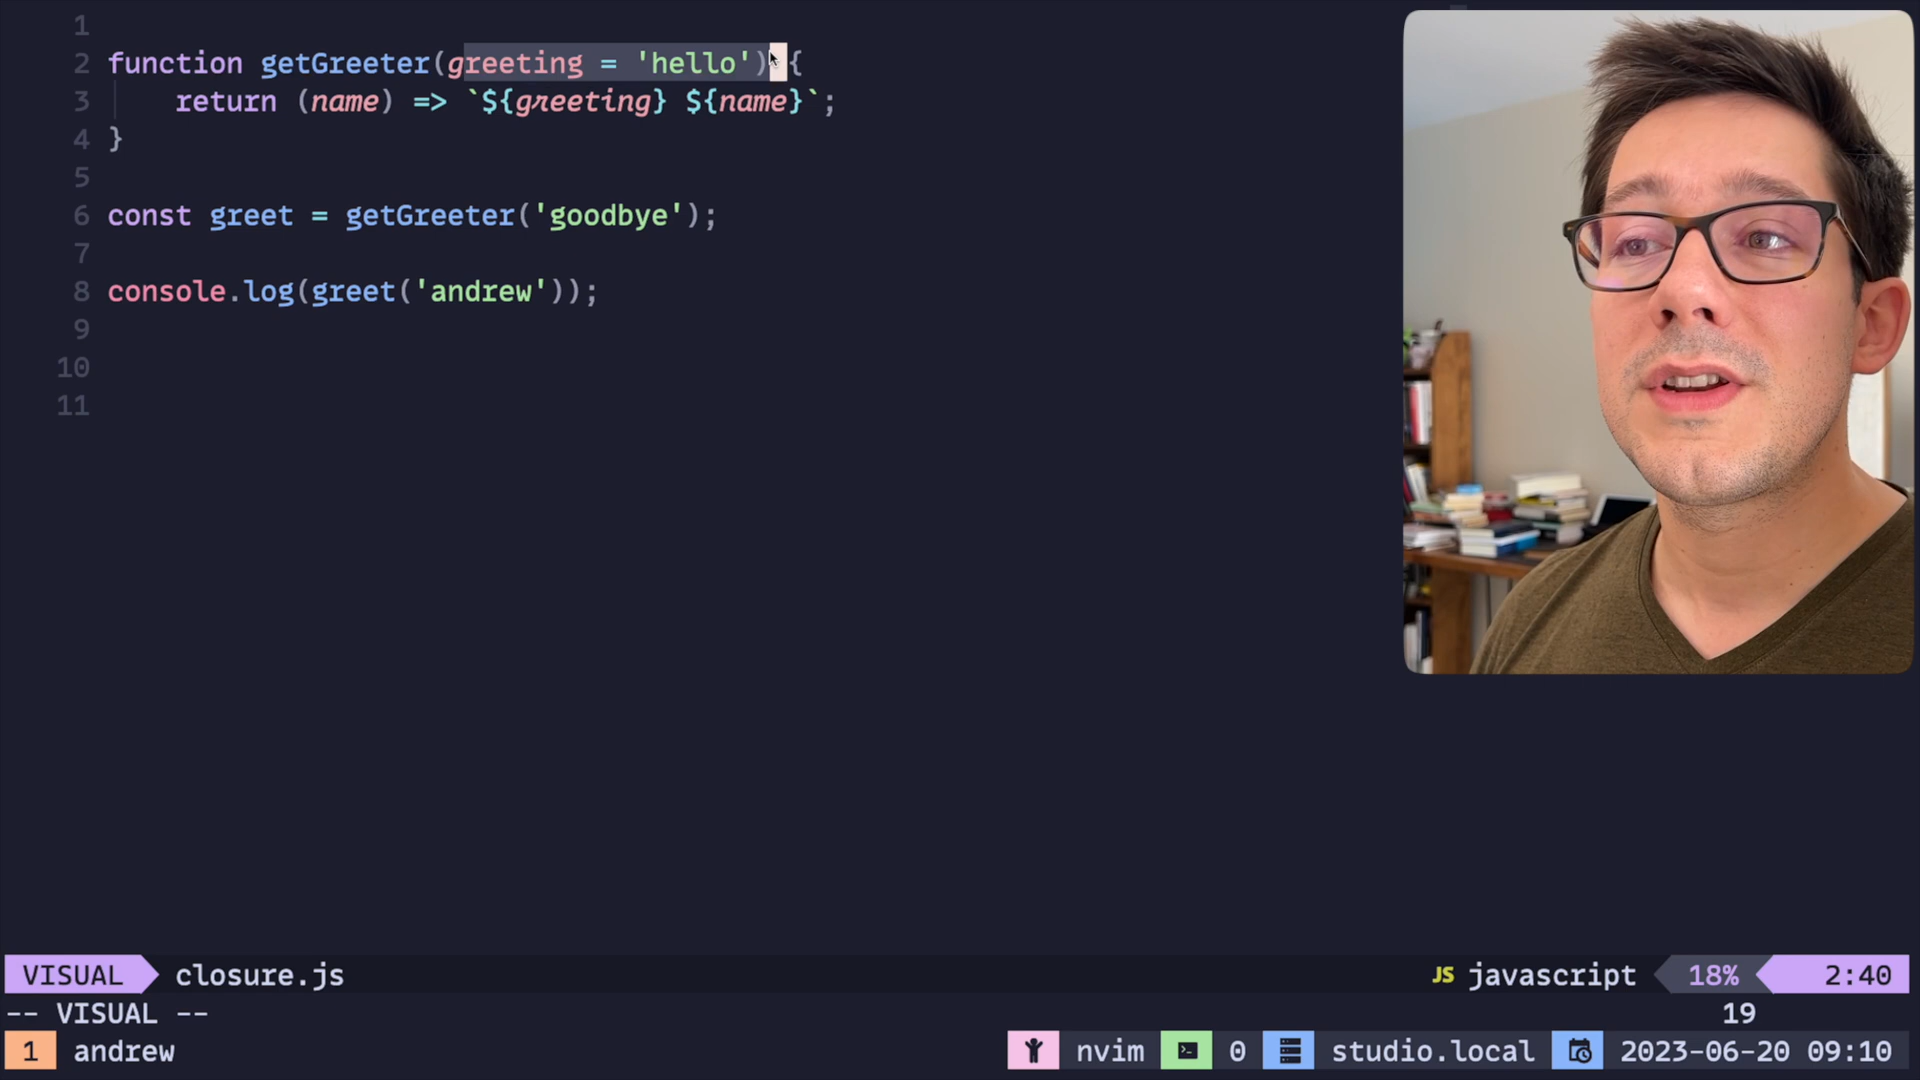 1
2 function getGreeter(greeting = 'hello') {
3     return (name) => `${greeting} ${name}`;
4 }
5
6 const greet = getGreeter('goodbye');
7
8 console.log(greet('andrew'));
9
10
11
VISUAL closure.js JS javascript 18% 2:40
-- VISUAL -- 19
1 andrew nvim 0 studio.local 2023-06-20 09:10